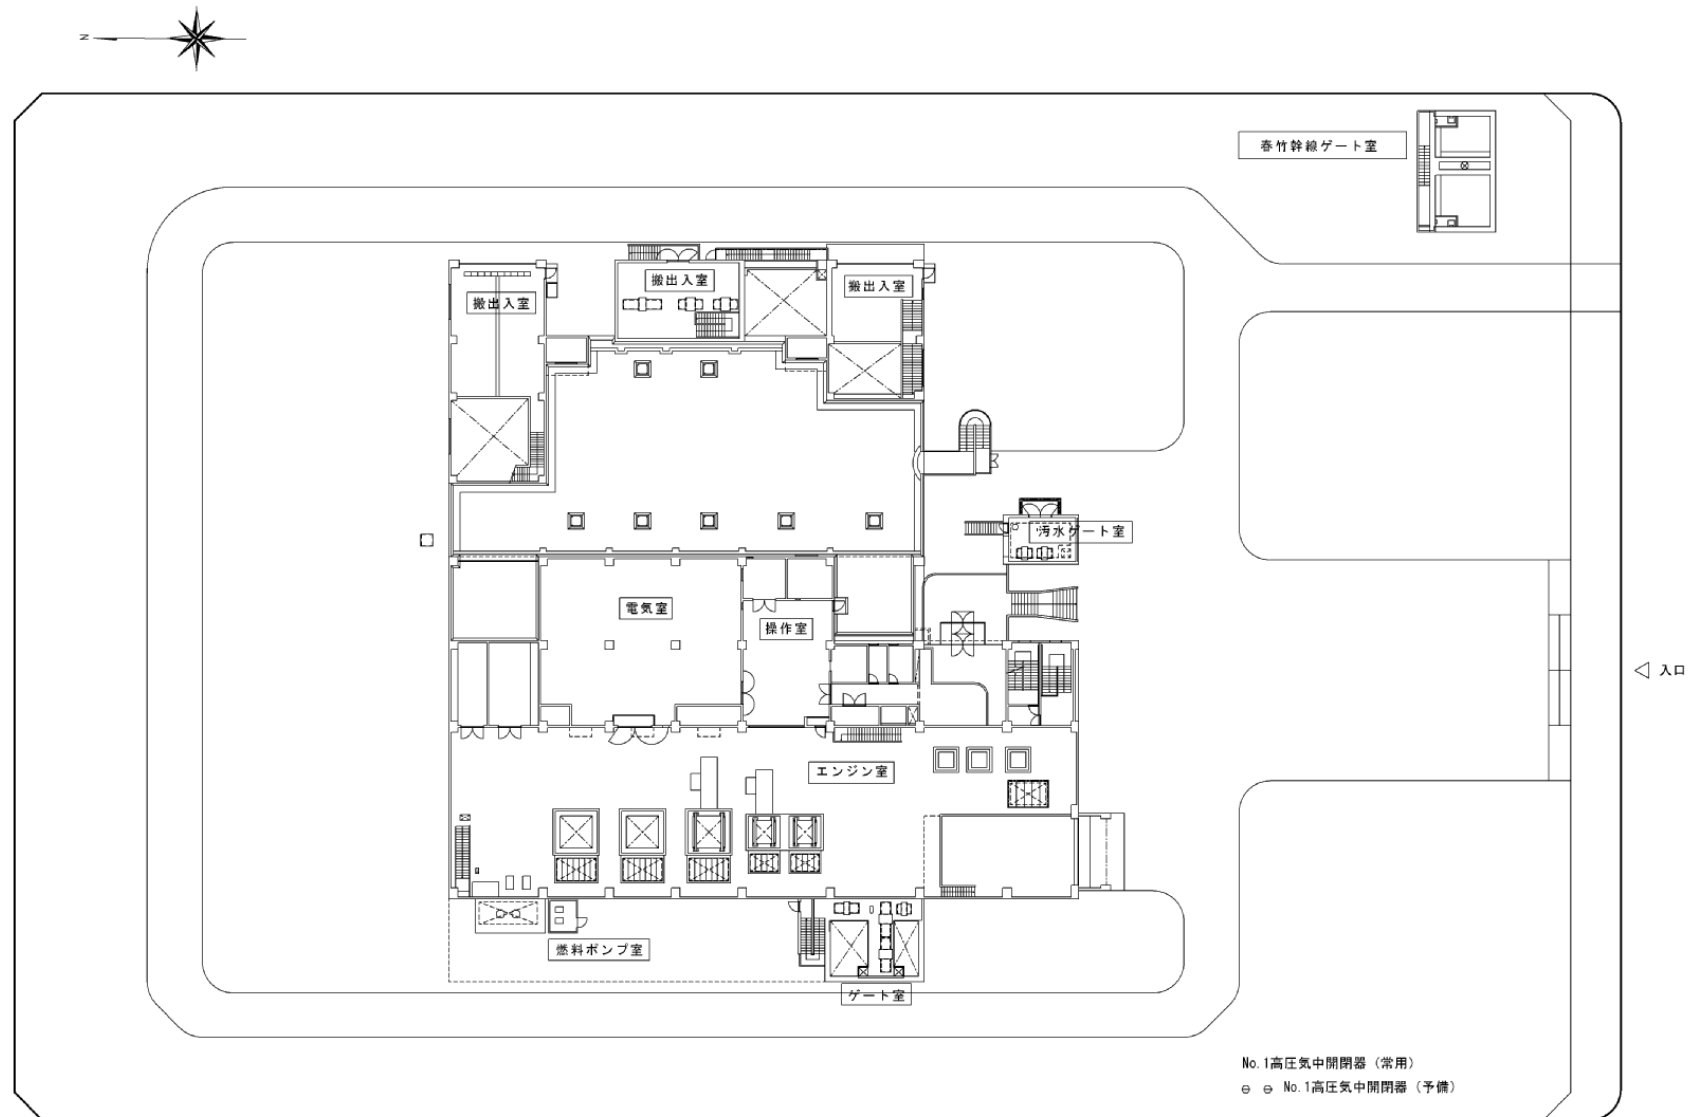 N
春竹幹線ゲート室
搬出入室
搬出入室
搬出入室
汚水ゲート室
電気室
操作室
入口
エンジン室
燃料ポンプ室
ゲート室
No.1高圧気中開閉器（常用）
No.1高圧気中開閉器（予備）